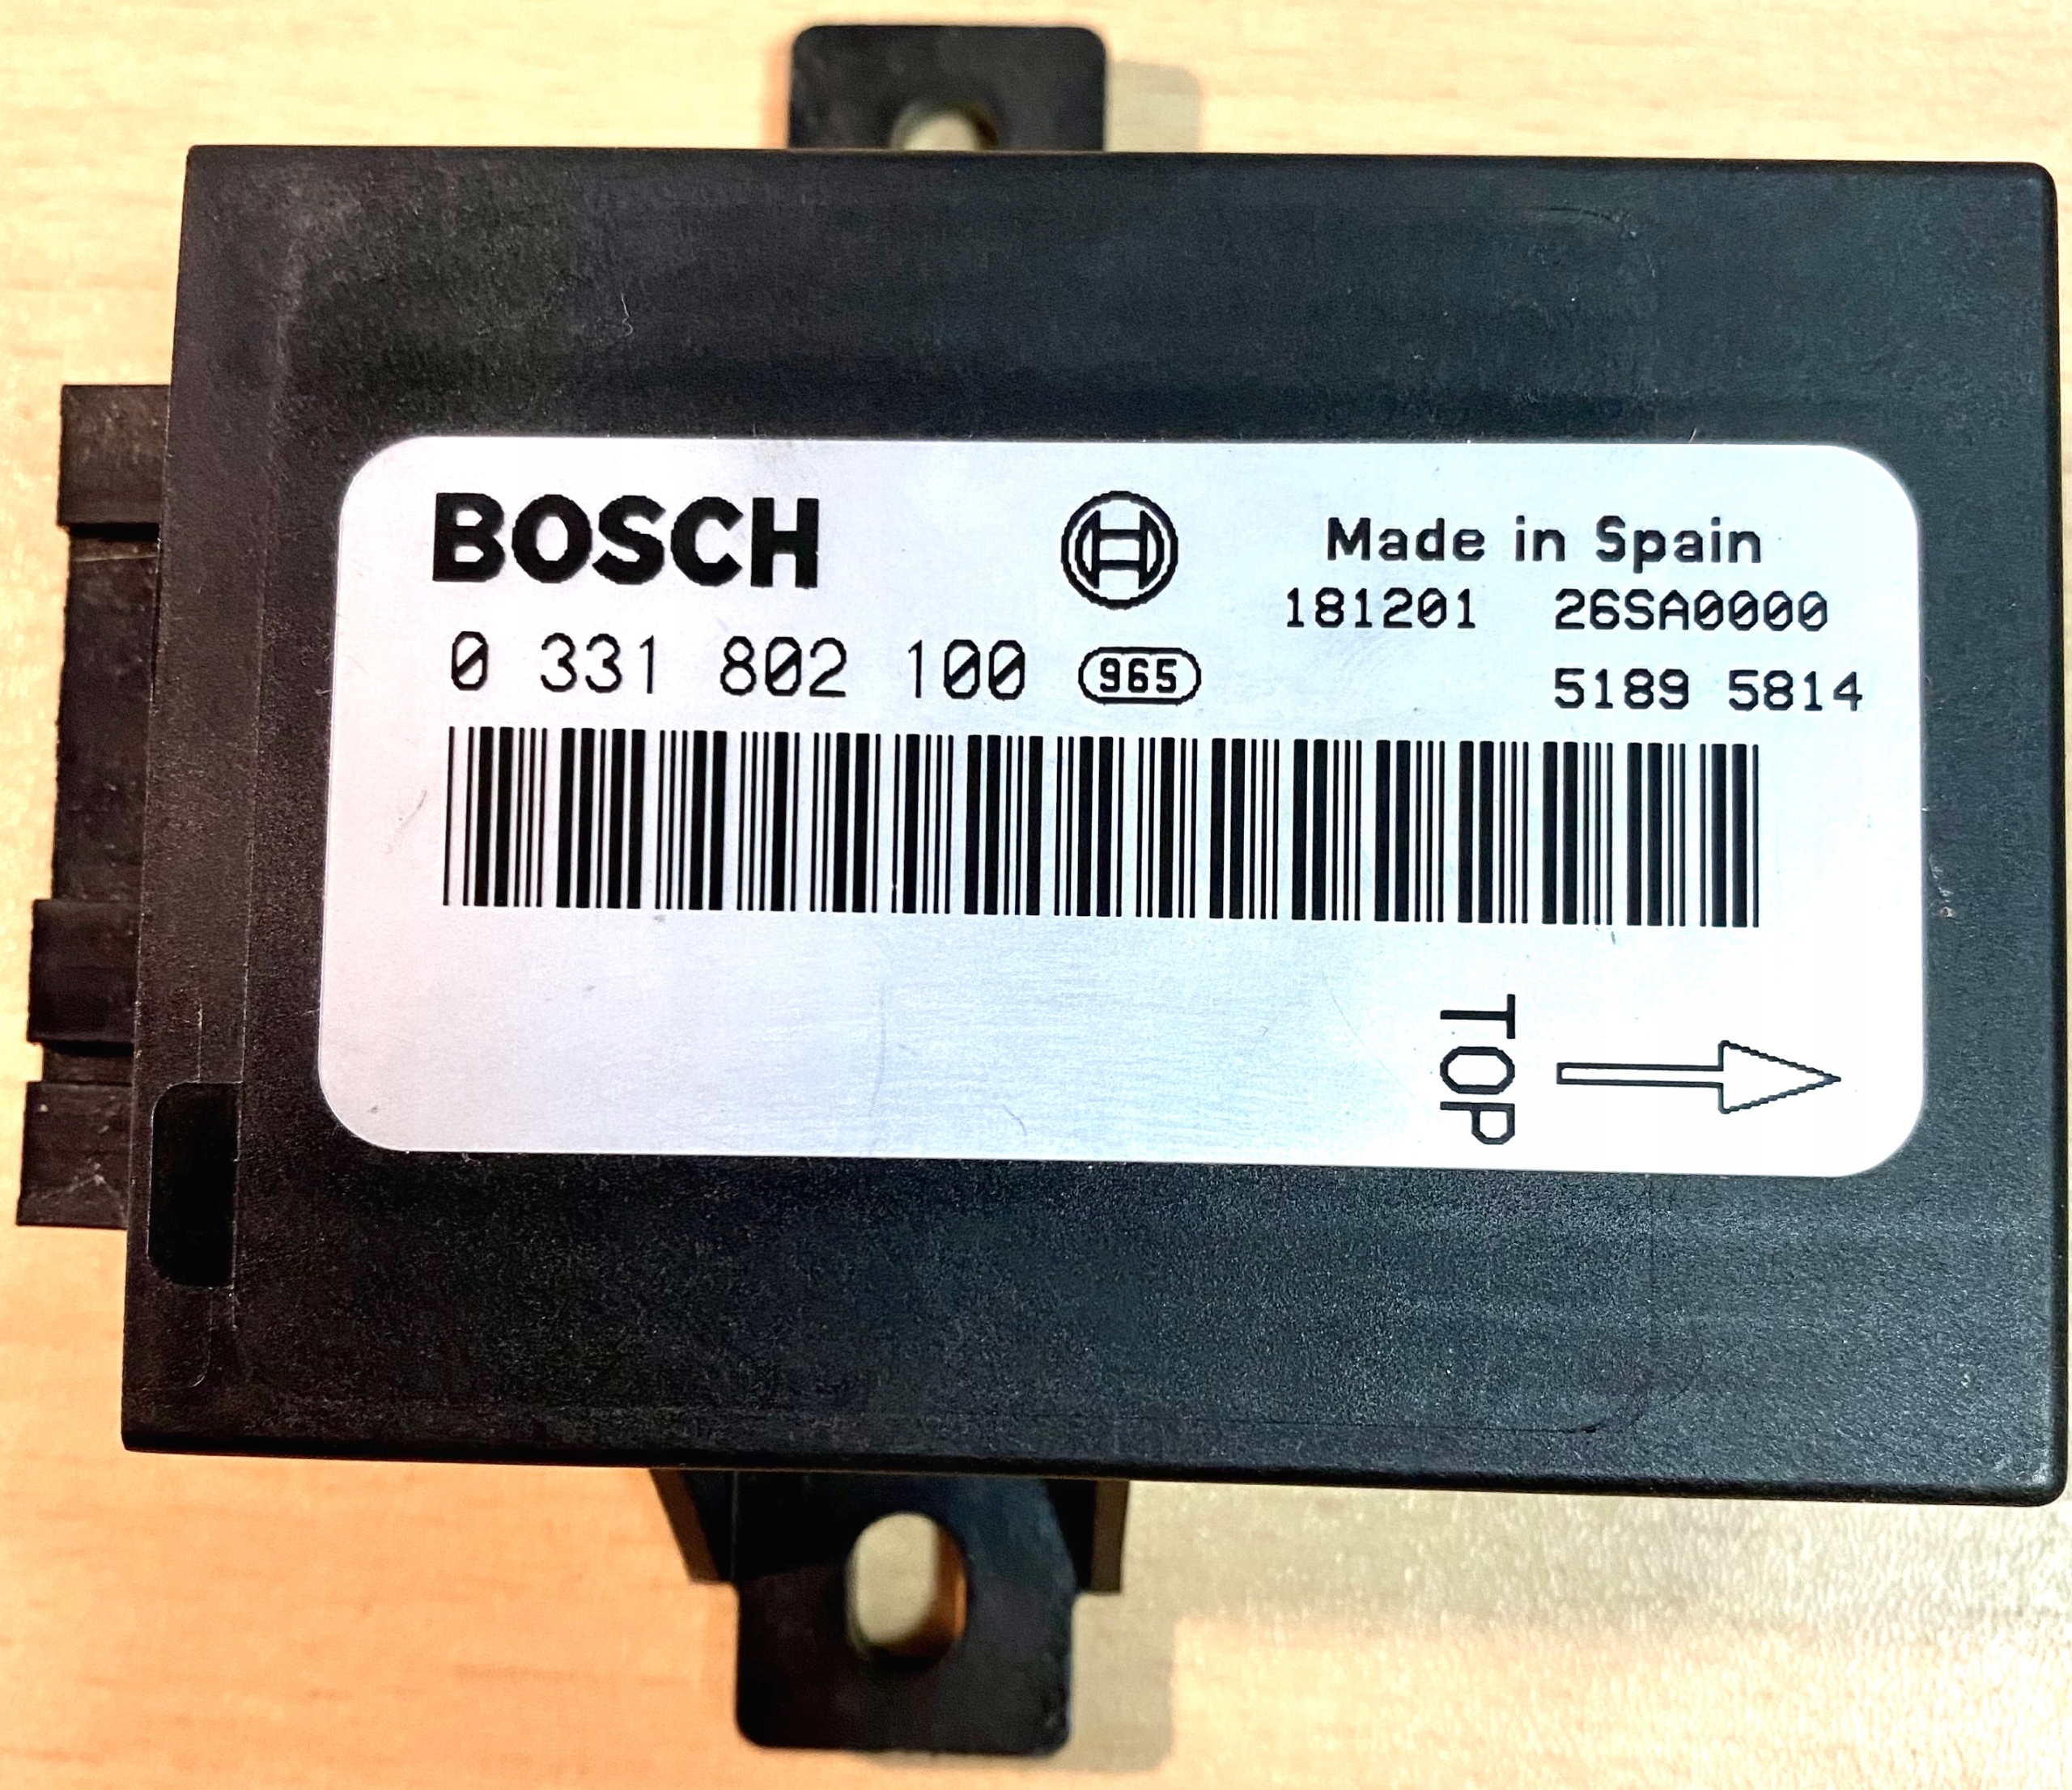 BOSCH
Made in Spain
181201 26SA0000
0 331 802 100 965
5189 5814
TOP